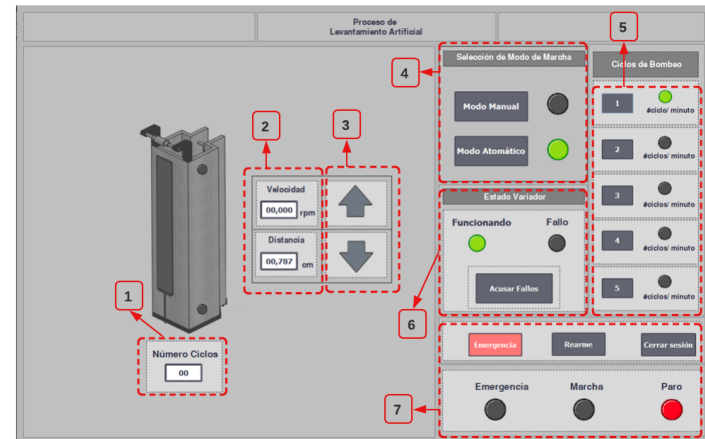 Proceso de
Levantamiento Artificial
5
4
Selección de Modo de Marcha
Modo Manual
Modo Atomático
Ciclos de Bombeo
1
#ciclo/ minuto
2
#ciclos/ minuto
3
#ciclos/ minuto
4
#ciclos/ minuto
5
#ciclos/ minuto
2
3
Velocidad
00,000 rpm
Distancia
00,787 cm
1
Número Ciclos
00
Estado Variador
Funcionando
Fallo
Acusar Fallos
6
Emergencia
Rearme
Cerrar sesión
Emergencia
Marcha
Paro
7